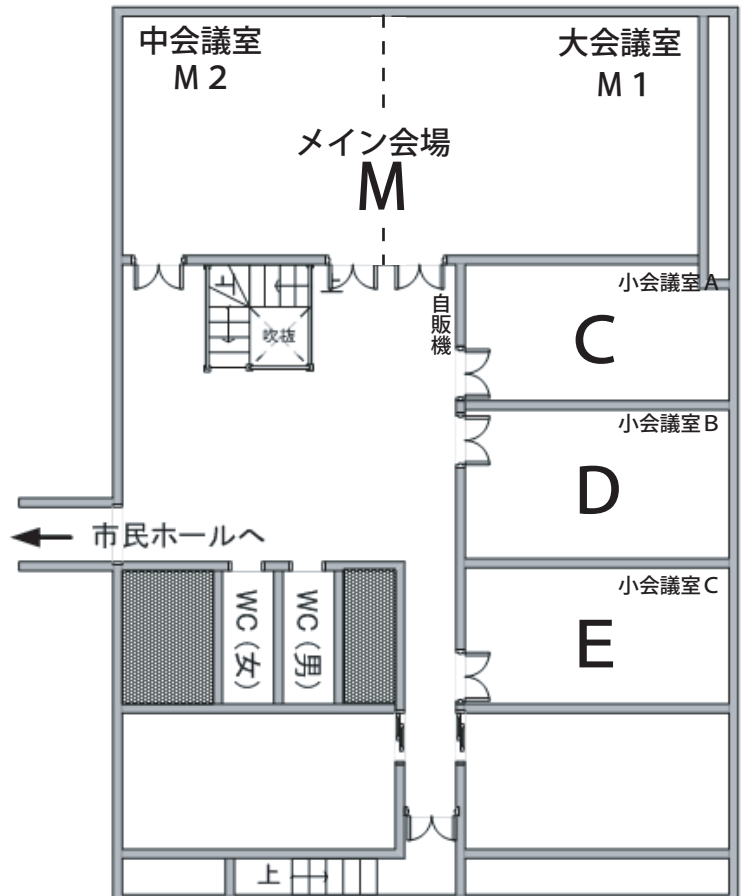 中会議室
M 2
大会議室
M 1
メイン会場
M
上
上
吹抜
自販機
小会議室A
C
小会議室B
D
市民ホールへ
小会議室C
E
WC(女)
WC(男)
上